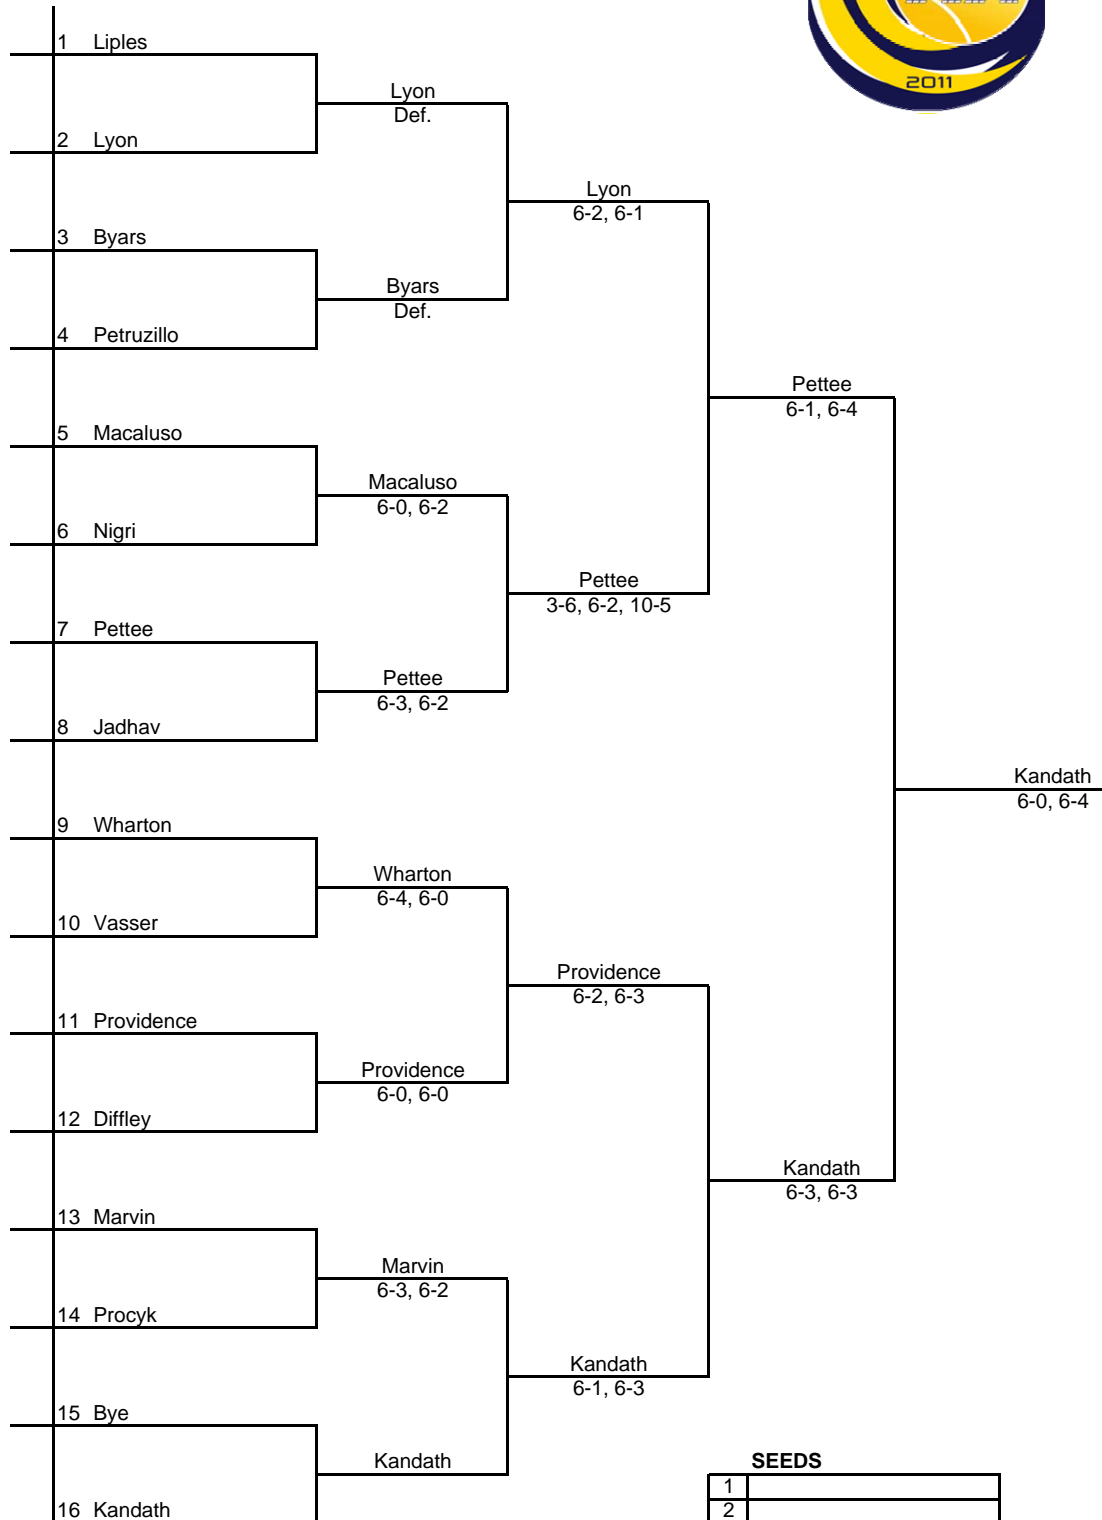 2011
1 Liples
Lyon
Def.
2 Lyon
Lyon
6-2, 6-1
3 Byars
Byars
Def.
4 Petruzillo
Pettee
6-1, 6-4
5 Macaluso
Macaluso
6-0, 6-2
6 Nigri
Pettee
3-6, 6-2, 10-5
7 Pettee
Pettee
6-3, 6-2
8 Jadhav
Kandath
6-0, 6-4
9 Wharton
Wharton
6-4, 6-0
10 Vasser
Providence
6-2, 6-3
11 Providence
Providence
6-0, 6-0
12 Diffley
Kandath
6-3, 6-3
13 Marvin
Marvin
6-3, 6-2
14 Procyk
Kandath
6-1, 6-3
15 Bye
Kandath
SEEDS
1
16 Kandath
2